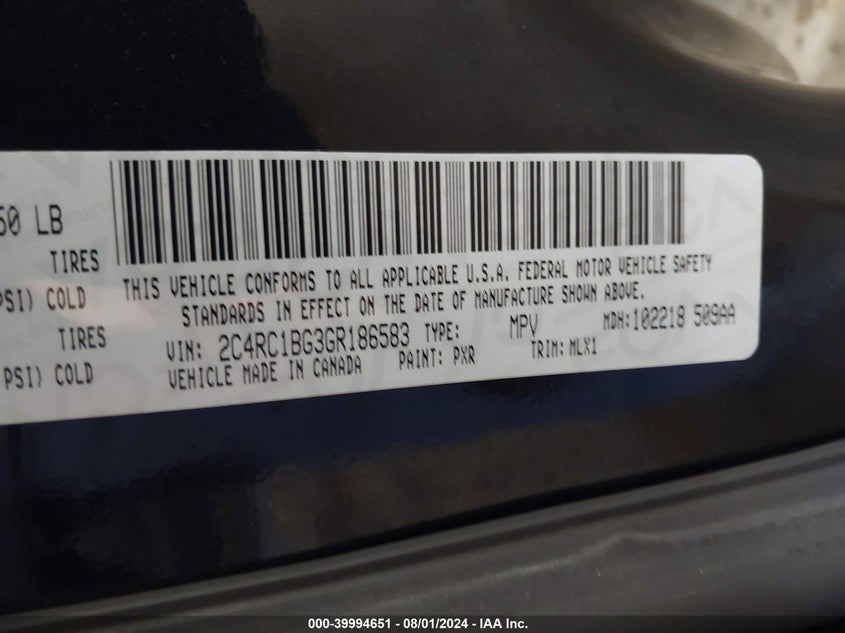 50 LB
TIRES
PSI) COLD
TIRES
PSI) COLD
THIS VEHICLE CONFORMS TO ALL APPLICABLE U.S.A. FEDERAL MOTOR VEHICLE SAFETY
STANDARDS IN EFFECT ON THE DATE OF MANUFACTURE SHOWN ABOVE.
VIN: 2C4RC1BG3GR186583 TYPE: MPV MDH:102218 509AA
VEHICLE MADE IN CANADA PAINT: PXR TRIM: MLX1
000-39994651 - 08/01/2024 - IAA Inc.